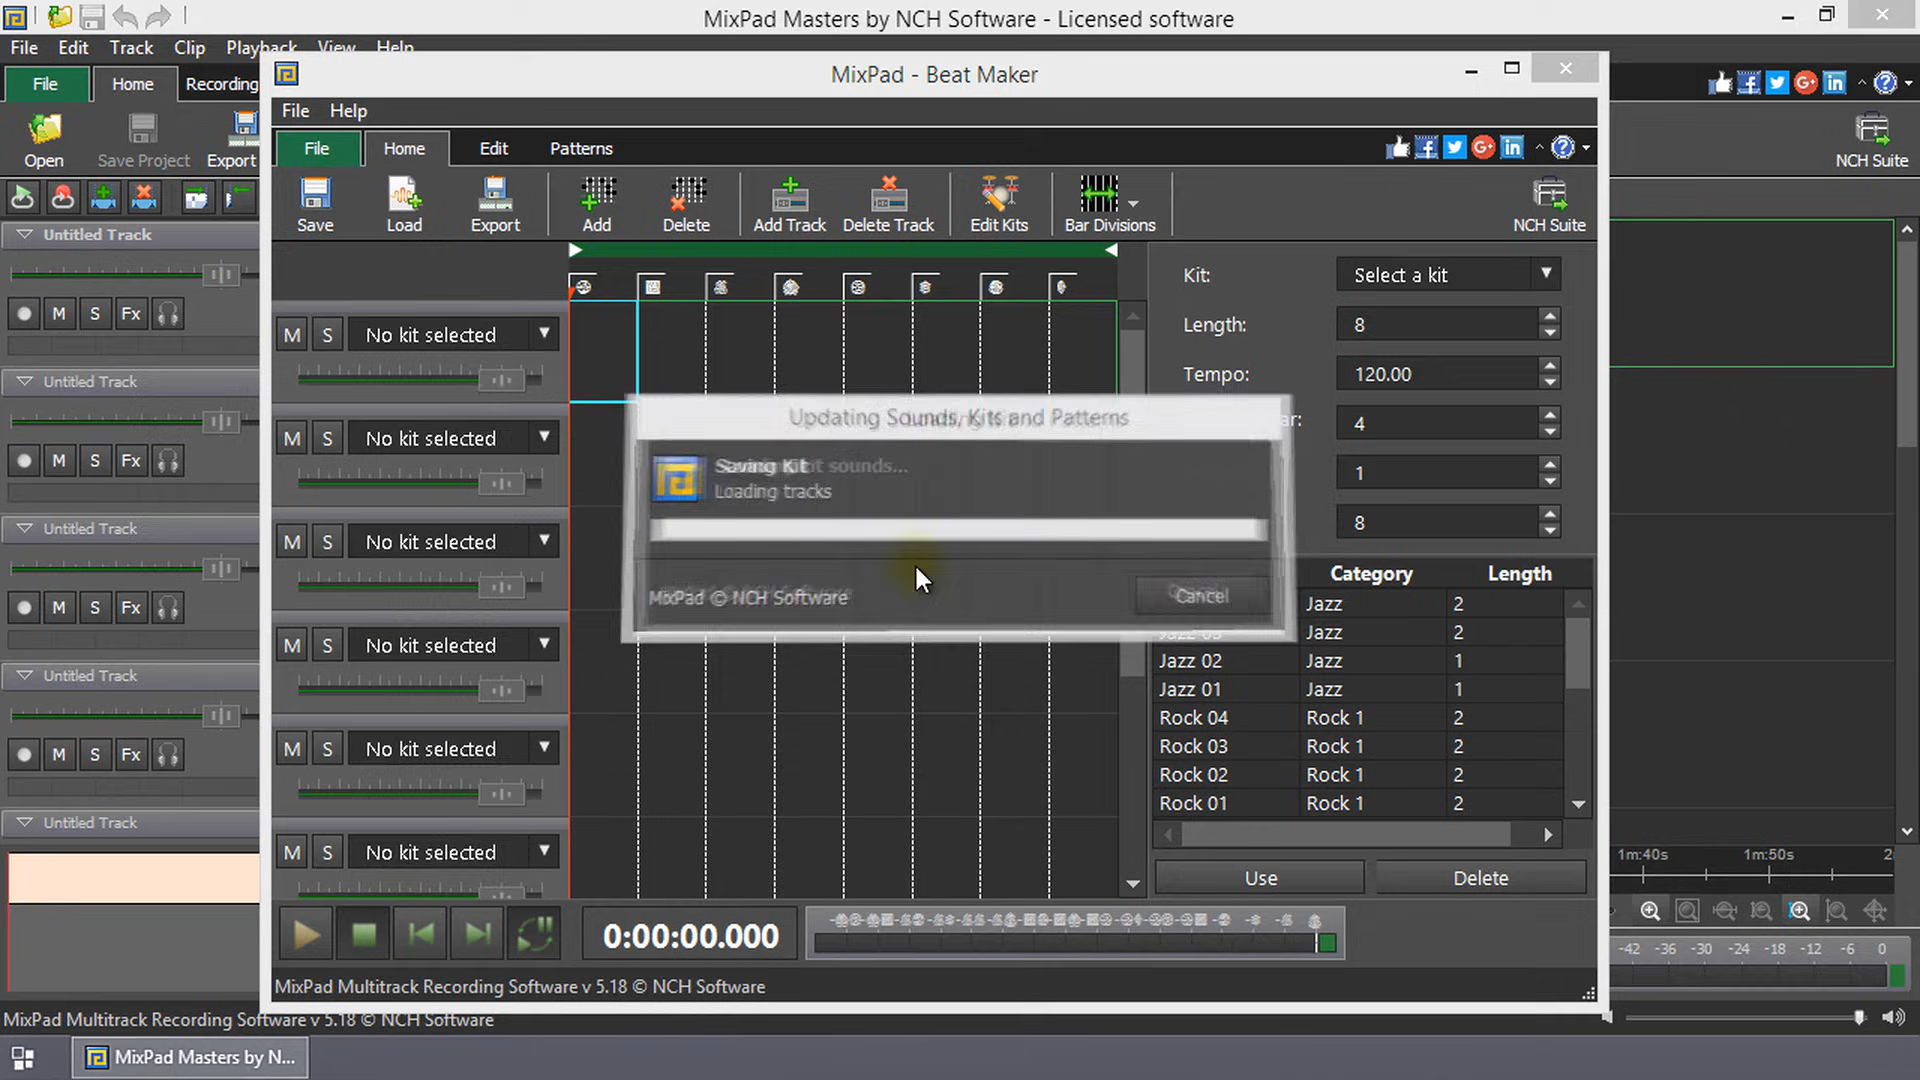 MixPad Masters by NCH Software - Licensed software
File Edit Track Clip Playback View Help
File Home Recording
Open Save Project Export
NCH Suite
MixPad - Beat Maker
File Help
File Home Edit Patterns
Save Load Export Add Delete Add Track Delete Track Edit Kits Bar Divisions NCH Suite
Untitled Track
M S Fx
Untitled Track
M S Fx
Untitled Track
M S Fx
Untitled Track
M S Fx
Untitled Track
M S No kit selected
M S No kit selected
M S No kit selected
M S No kit selected
M S No kit selected
M S No kit selected
Kit: Select a kit
Length: 8
Tempo: 120.00
ar: 4
1
8
Updating Sounds, Kits and Patterns
Saving Kit sounds...
Loading tracks
MixPad © NCH Software Cancel
Category Length
Jazz 2
Jazz 2
Jazz 02 Jazz 1
Jazz 01 Jazz 1
Rock 04 Rock 1 2
Rock 03 Rock 1 2
Rock 02 Rock 1 2
Rock 01 Rock 1 2
Use Delete
0:00:00.000
MixPad Multitrack Recording Software v 5.18 © NCH Software
1m:40s 1m:50s 2
-42 -36 -30 -24 -18 -12 -6 0
MixPad Multitrack Recording Software v 5.18 © NCH Software
MixPad Masters by N...